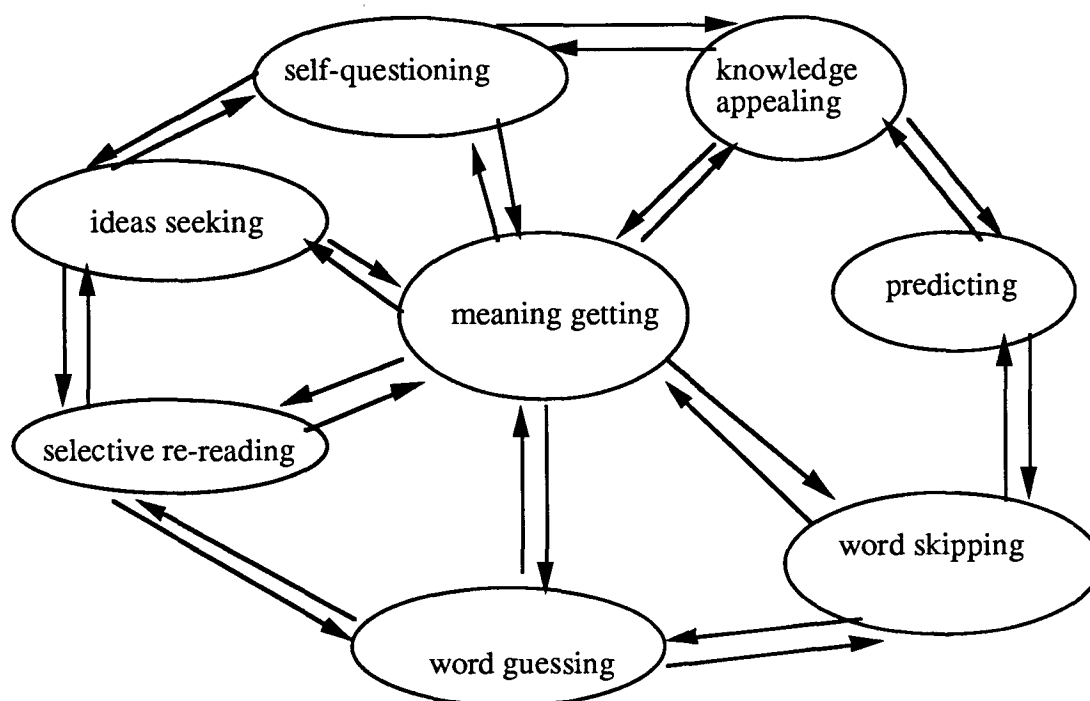 self-questioning
knowledge
appealing
ideas seeking
predicting
meaning getting
selective re-reading
word skipping
word guessing